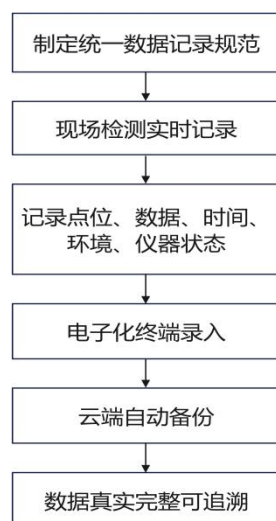 制定统一数据记录规范
现场检测实时记录
记录点位、数据、时间、
环境、仪器状态
电子化终端录入
云端自动备份
数据真实完整可追溯